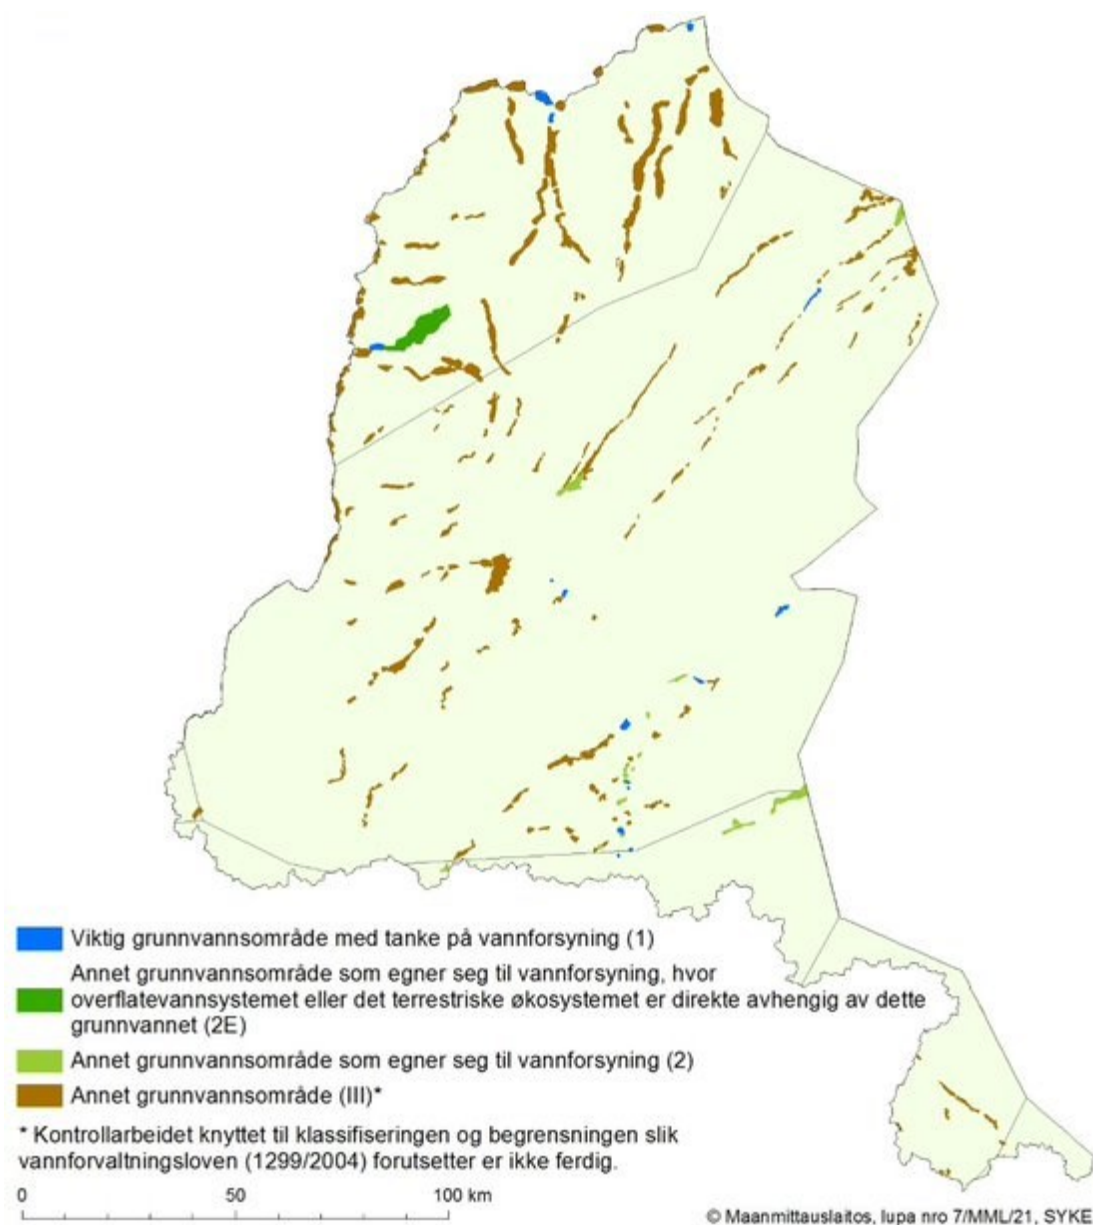 Viktig grunnvannsområde med tanke på vannforsyning (1)
Annet grunnvannsområde som egner seg til vannforsyning, hvor
overflatevannsystemet eller det terrestriske økosystemet er direkte avhengig av dette
grunnvannet (2E)
Annet grunnvannsområde som egner seg til vannforsyning (2)
Annet grunnvannsområde (III)*
* Kontrollarbeidet knyttet til klassifiseringen og begrensningen slik
vannforvaltningsloven (1299/2004) forutsetter er ikke ferdig.
0 50 100 km
© Maanmittauslaitos, lupa nro 7/MML/21, SYKE